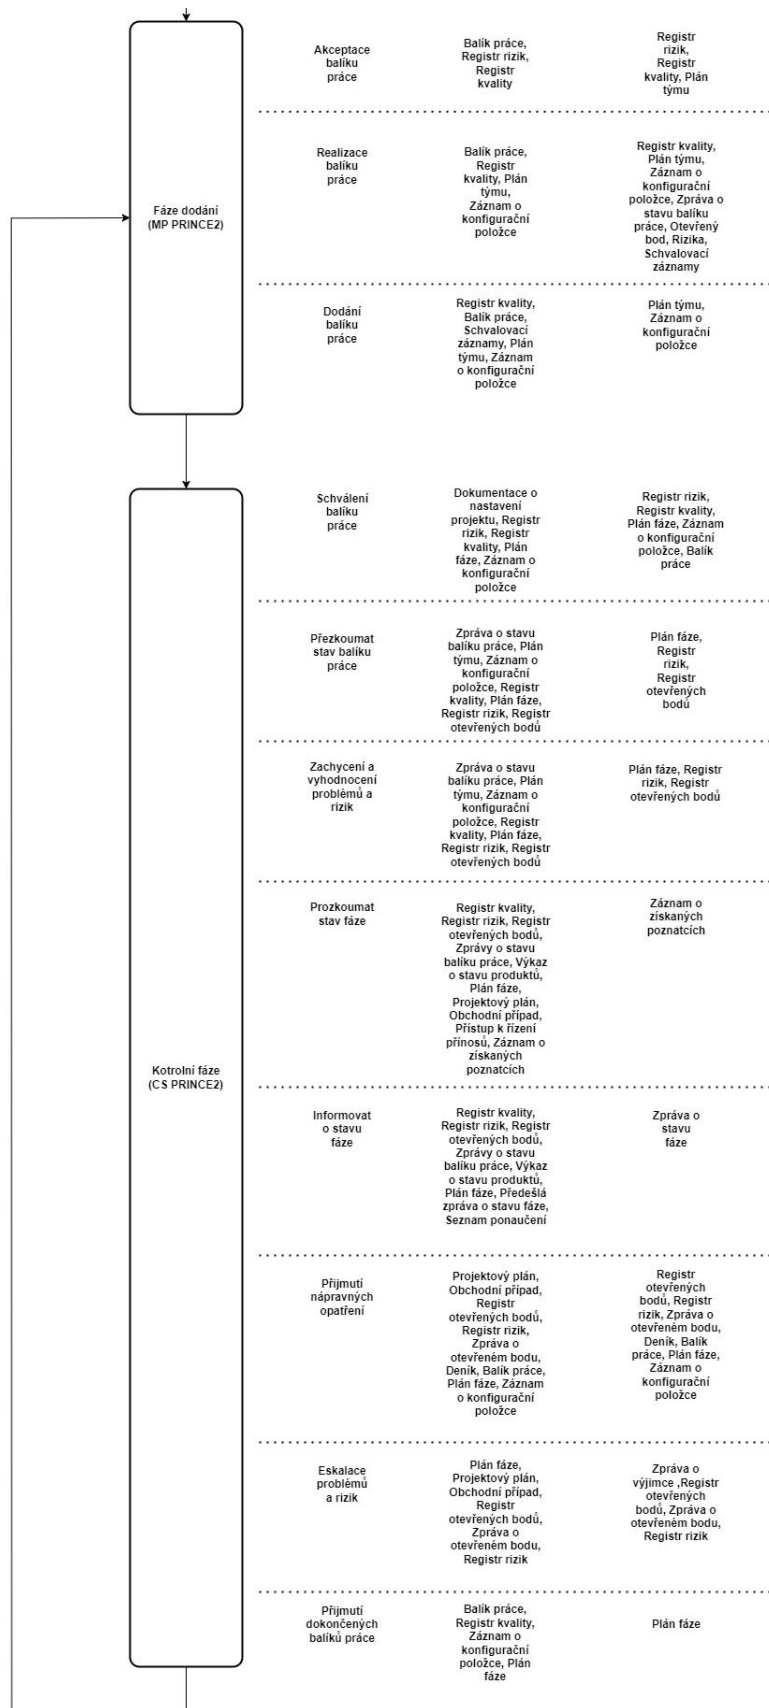 Akceptace
balíku
práce
Balík práce,
Registr rizik,
Registr
kvality
Registr
rizik,
Registr
kvality, Plán
týmu
Fáze dodání
(MP PRINCE2)
Realizace
balíku
práce
Balík práce,
Registr
kvality, Plán
týmu,
Záznam o
konfigurační
položce
Registr kvality,
Plán týmu,
Záznam o
konfigurační
položce, Zpráva o
stavu balíku
práce, Otevřený
bod, Rizika,
Schvalovací
záznamy
Dodání
balíku
práce
Registr kvality,
Balík práce,
Schvalovací
záznamy, Plán
týmu, Záznam
o konfigurační
položce
Plán týmu,
Záznam o
konfigurační
položce
Schválení
balíku
práce
Dokumentace o
nastavení
projektu, Registr
rizik, Registr
kvality, Plán
fáze, Záznam o
konfigurační
položce
Registr rizik,
Registr kvality,
Plán fáze, Záznam
o konfigurační
položce, Balík
práce
Přezkoumat
stav balíku
práce
Zpráva o stavu
balíku práce, Plán
týmu, Záznam o
konfigurační
položce, Registr
kvality, Plán fáze,
Registr rizik, Registr
otevřených bodů
Plán fáze,
Registr
rizik,
Registr
otevřených
bodů
Zachycení a
vyhodnocení
problémů a
rizik
Zpráva o stavu
balíku práce, Plán
týmu, Záznam o
konfigurační
položce, Registr
kvality, Plán fáze,
Registr rizik, Registr
otevřených bodů
Plán fáze, Registr
rizik, Registr
otevřených bodů
Prozkoumat
stav fáze
Registr kvality,
Registr rizik, Registr
otevřených bodů,
Zprávy o stavu
balíku práce, Výkaz
o stavu produktů,
Plán fáze,
Projektový plán,
Obchodní případ,
Přístup k řízení
přínosů, Záznam o
získaných
poznatcích
Záznam o
získaných
poznatcích
Kotrolní fáze
(CS PRINCE2)
Informovat
o stavu
fáze
Registr kvality,
Registr rizik, Registr
otevřených bodů,
Zprávy o stavu
balíku práce, Výkaz
o stavu produktů,
Plán fáze, Předešlá
zpráva o stavu fáze,
Seznam ponaučení
Zpráva o
stavu
fáze
Přijmutí
nápravných
opatření
Projektový plán,
Obchodní případ,
Registr
otevřených bodů,
Registr rizik,
Zpráva o
otevřeném bodu,
Deník, Balík práce,
Plán fáze, Záznam
o konfigurační
položce
Registr
otevřených
bodů, Registr
rizik, Zpráva o
otevřeném bodu,
Deník, Balík
práce, Plán fáze,
Záznam o
konfigurační
položce
Eskalace
problémů
a rizik
Plán fáze,
Projektový plán,
Obchodní případ,
Registr
otevřených bodů,
Zpráva o
otevřeném bodu,
Registr rizik
Zpráva o
výjimce ,Registr
otevřených
bodů, Zpráva o
otevřeném bodu,
Registr rizik
Přijmutí
dokončených
balíků práce
Balík práce,
Registr kvality,
Záznam o
konfigurační
položce, Plán
fáze
Plán fáze